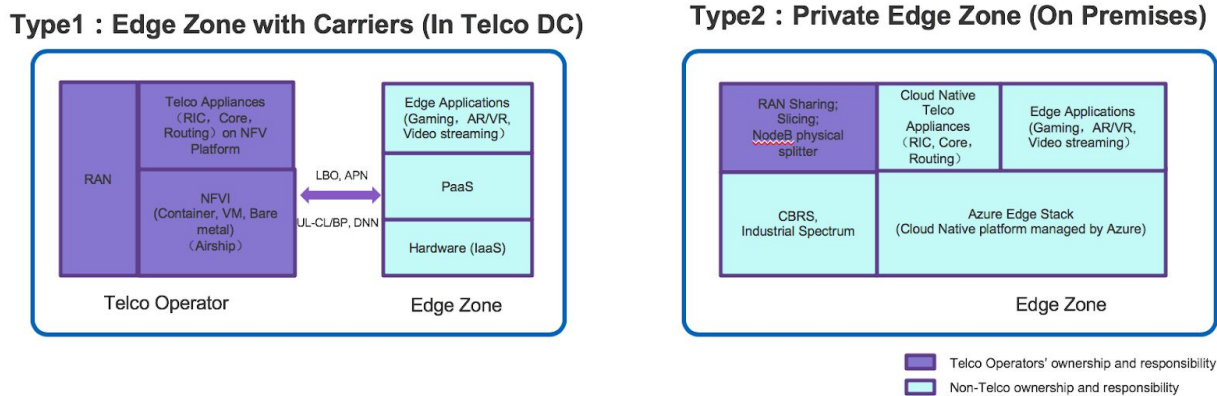 Type1：Edge Zone with Carriers (In Telco DC)
RAN
Telco Appliances
（RIC，Core，
Routing）on NFV
Platform
NFVI
(Container, VM, Bare
metal)
（Airship）
LBO, APN
UL-CL/BP, DNN
Edge Applications
(Gaming，AR/VR,
Video streaming）
PaaS
Hardware (IaaS)
Telco Operator
Edge Zone
Type2：Private Edge Zone (On Premises)
RAN Sharing;
Slicing;
NodeB physical
splitter
Cloud Native
Telco
Appliances
（RIC, Core，
Routing）
Edge Applications
(Gaming，AR/VR,
Video streaming）
CBRS,
Industrial Spectrum
Azure Edge Stack
(Cloud Native platform managed by Azure)
Edge Zone
Telco Operators' ownership and responsibility
Non-Telco ownership and responsibility